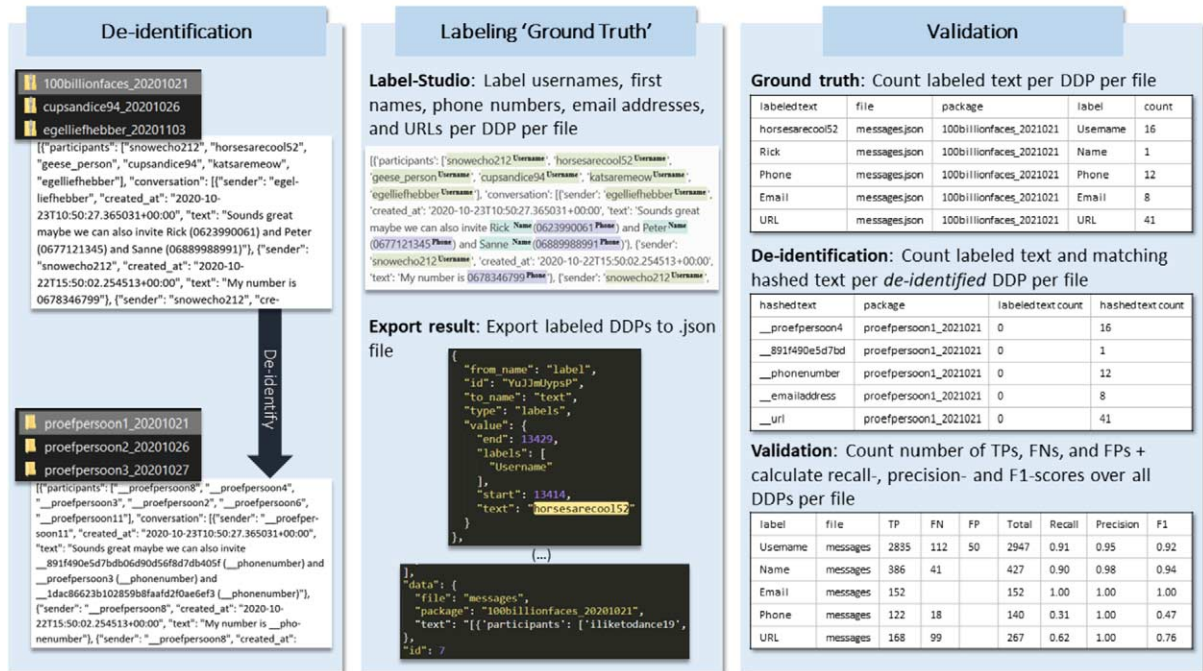 De-identification
100billionfaces_20201021
cupsandice94_20201026
egelliefhebber_20201103
[{"participants": ["snowecho212", "horsesarecool52",
"geese_person", "cupsandice94", "katsaremeow",
"egelliefhebber"], "conversation": [{"sender": "egel-
liefhebber", "created_at": "2020-10-
23T10:50:27.365031+00:00", "text": "Sounds great
maybe we can also invite Rick (0623990061) and Peter
(0677121345) and Sanne (06889988991)"}, {"sender":
"snowecho212", "created_at": "2020-10-
22T15:50:02.254513+00:00", "text": "My number is
0678346799"}, {"sender": "snowecho212", "cre-
De-identify
proefpersoon1_20201021
proefpersoon2_20201026
proefpersoon3_20201027
[{"participants": ["__proefpersoon8", "__proefpersoon4",
"__proefpersoon3", "__proefpersoon2", "__proefpersoon6",
"__proefpersoon11"], "conversation": [{"sender": "__proefper-
soon11", "created_at": "2020-10-23T10:50:27.365031+00:00",
"text": "Sounds great maybe we can also invite
__891f490e5d7bdb06d90d56f8d7db405f (__phonenumber) and
__proefpersoon3 (__phonenumber) and
__1dac86623b102859b8faafd2f0ae6ef3 (__phonenumber)"},
{"sender": "__proefpersoon8", "created_at": "2020-10-
22T15:50:02.254513+00:00", "text": "My number is __pho-
nenumber"}, {"sender": "__proefpersoon8", "created_at":
Labeling ‘Ground Truth’
Label-Studio: Label usernames, first
names, phone numbers, email addresses,
and URLs per DDP per file
[{'participants': ['snowecho212 Username', 'horsesarecool52 Username',
'geese_person Username', 'cupsandice94 Username', 'katsaremeow Username',
'egelliefhebber Username'], 'conversation': [{'sender': 'egelliefhebber Username',
'created_at': '2020-10-23T10:50:27.365031+00:00', 'text': 'Sounds great
maybe we can also invite Rick Name (0623990061 Phone) and Peter Name
(0677121345 Phone) and Sanne Name (06889988991 Phone)'}, {'sender':
'snowecho212 Username', 'created_at': '2020-10-22T15:50:02.254513+00:00',
'text': 'My number is 0678346799 Phone'}, {'sender': 'snowecho212 Username',
Export result: Export labeled DDPs to .json
file
{
"from_name": "label",
"id": "YuJJmUypsP",
"to_name": "text",
"type": "labels",
"value": {
"end": 13429,
"labels": [
"Username"
],
"start": 13414,
"text": "horsesarecool52"
}
},
(...)
],
"data": {
"file": "messages",
"package": "100billionfaces_20201021",
"text": "[{'participants': ['iliketodance19',
},
"id": 7
Validation
Ground truth: Count labeled text per DDP per file
labeledtext file package label count
horsesarecool52 messages.json 100billionfaces_2021021 Username 16
Rick messages.json 100billionfaces_2021021 Name 1
Phone messages.json 100billionfaces_2021021 Phone 12
Email messages.json 100billionfaces_2021021 Email 8
URL messages.json 100billionfaces_2021021 URL 41
De-identification: Count labeled text and matching
hashed text per de-identified DDP per file
hashedtext package labeledtext count hashedtext count
__proefpersoon4 proefpersoon1_2021021 0 16
__891f490e5d7bd proefpersoon1_2021021 0 1
__phonenumber proefpersoon1_2021021 0 12
__emailaddress proefpersoon1_2021021 0 8
__url proefpersoon1_2021021 0 41
Validation: Count number of TPs, FNs, and FPs +
calculate recall-, precision- and F1-scores over all
DDPs per file
label file TP FN FP Total Recall Precision F1
Username messages 2835 112 50 2947 0.91 0.95 0.92
Name messages 386 41 427 0.90 0.98 0.94
Email messages 152 152 1.00 1.00 1.00
Phone messages 122 18 140 0.31 1.00 0.47
URL messages 168 99 267 0.62 1.00 0.76